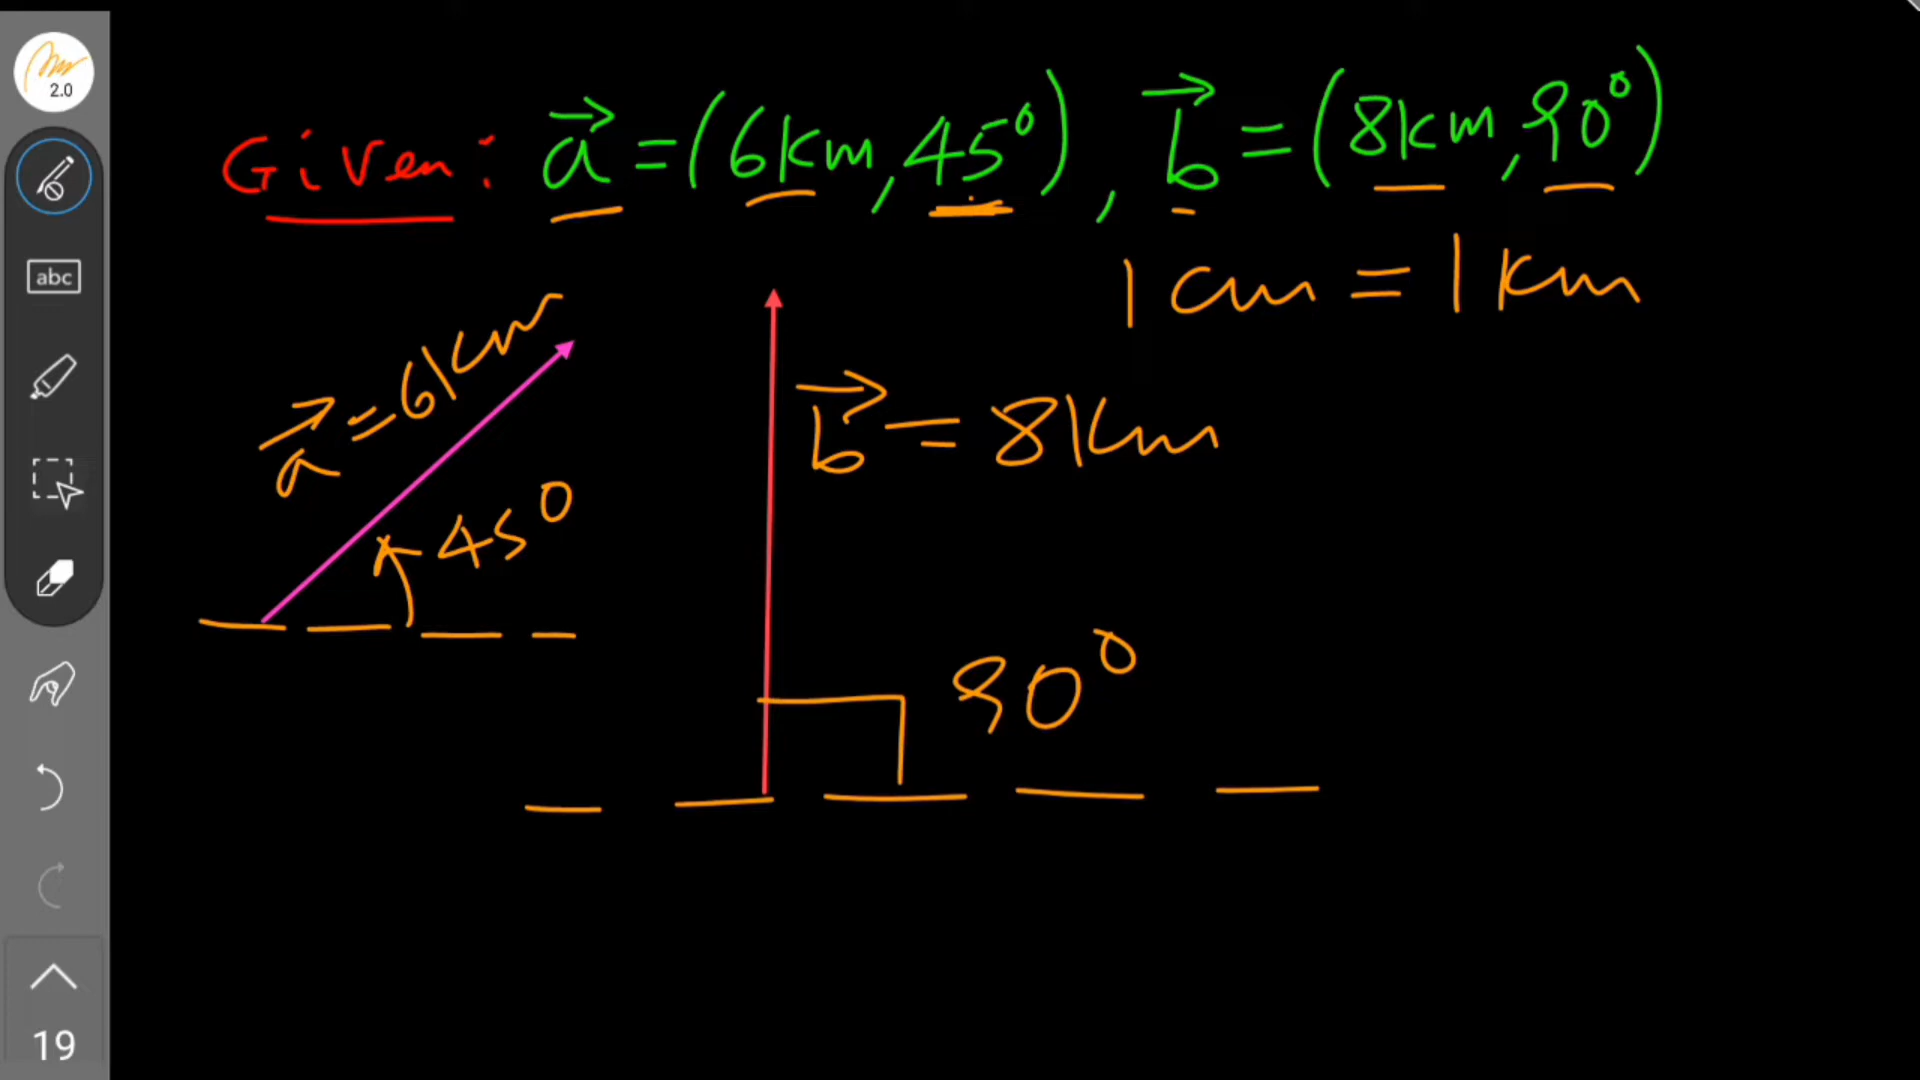 2.0
abc
19
Given: a⃗ = (6km, 45°), b⃗ = (8km, 90°)
1 cm = 1 km
a⃗ = 6km
45°
b⃗ = 8km
90°